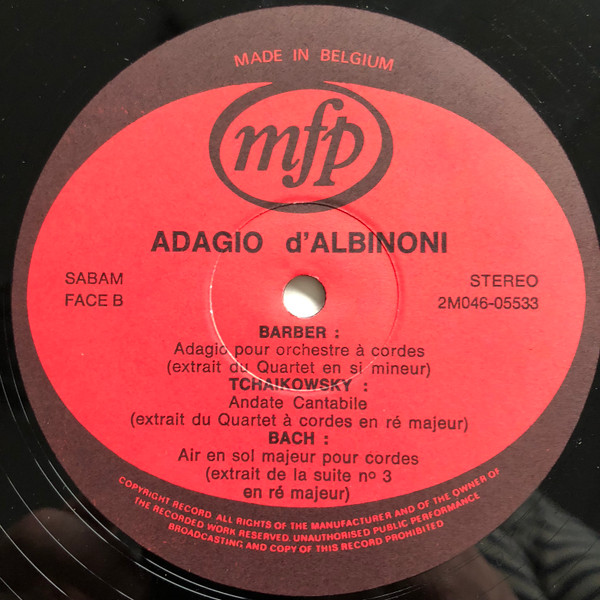 MADE IN BELGIUM
mfp
ADAGIO d'ALBINONI
SABAM
FACE B
STEREO
2M046-05533
BARBER :
Adagio pour orchestre à cordes
(extrait du Quartet en si mineur)
TCHAIKOWSKY :
Andate Cantabile
(extrait du Quatuor à cordes en ré majeur)
BACH :
Air en sol majeur pour cordes
(extrait de la suite nº 3
en ré majeur)
COPYRIGHT RECORD ALL RIGHTS OF THE MANUFACTURER AND OF THE OWNER OF
THE RECORDED WORK RESERVED. UNAUTHORISED PUBLIC PERFORMANCE
BROADCASTING AND COPY OF THIS RECORD PROHIBITED